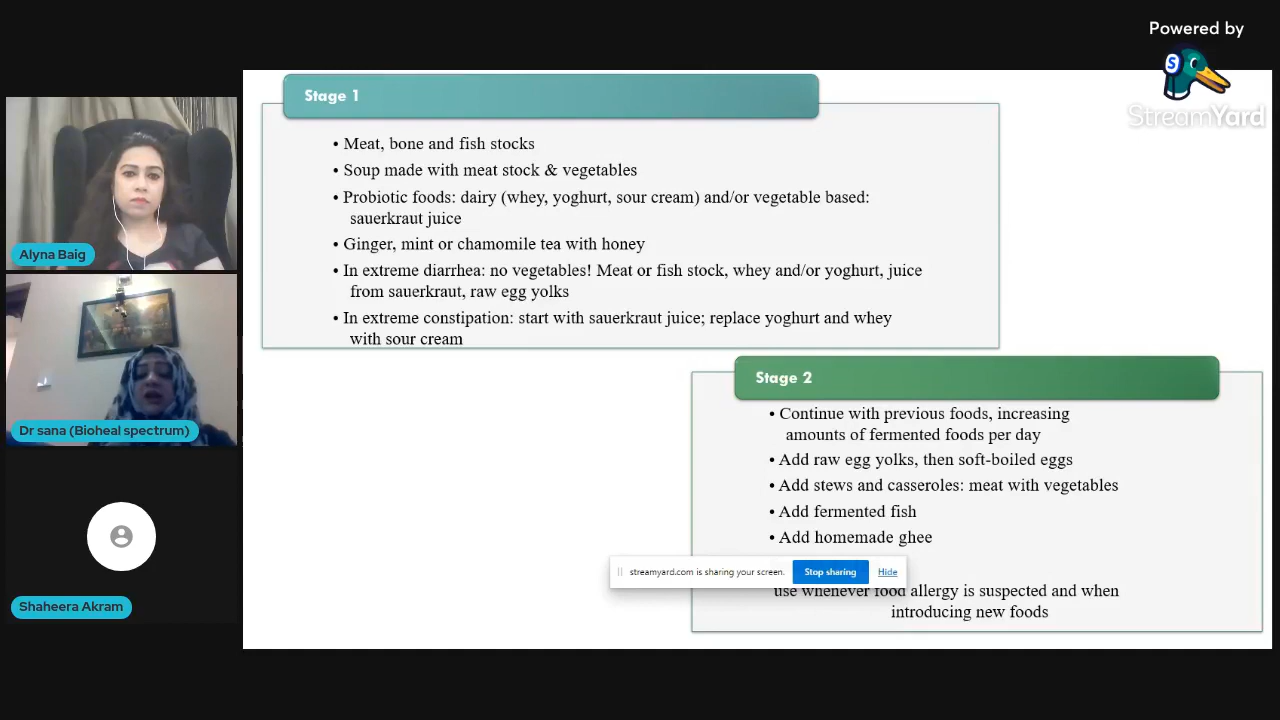 Powered by
StreamYard
Stage 1
• Meat, bone and fish stocks
• Soup made with meat stock & vegetables
• Probiotic foods: dairy (whey, yoghurt, sour cream) and/or vegetable based:
sauerkraut juice
• Ginger, mint or chamomile tea with honey
• In extreme diarrhea: no vegetables! Meat or fish stock, whey and/or yoghurt, juice
from sauerkraut, raw egg yolks
• In extreme constipation: start with sauerkraut juice; replace yoghurt and whey
with sour cream
Alyna Baig
Stage 2
• Continue with previous foods, increasing
amounts of fermented foods per day
• Add raw egg yolks, then soft-boiled eggs
• Add stews and casseroles: meat with vegetables
• Add fermented fish
• Add homemade ghee
Dr sana (Bioheal spectrum)
streamyard.com is sharing your screen.
Stop sharing
Hide
use whenever food allergy is suspected and when
introducing new foods
Shaheera Akram